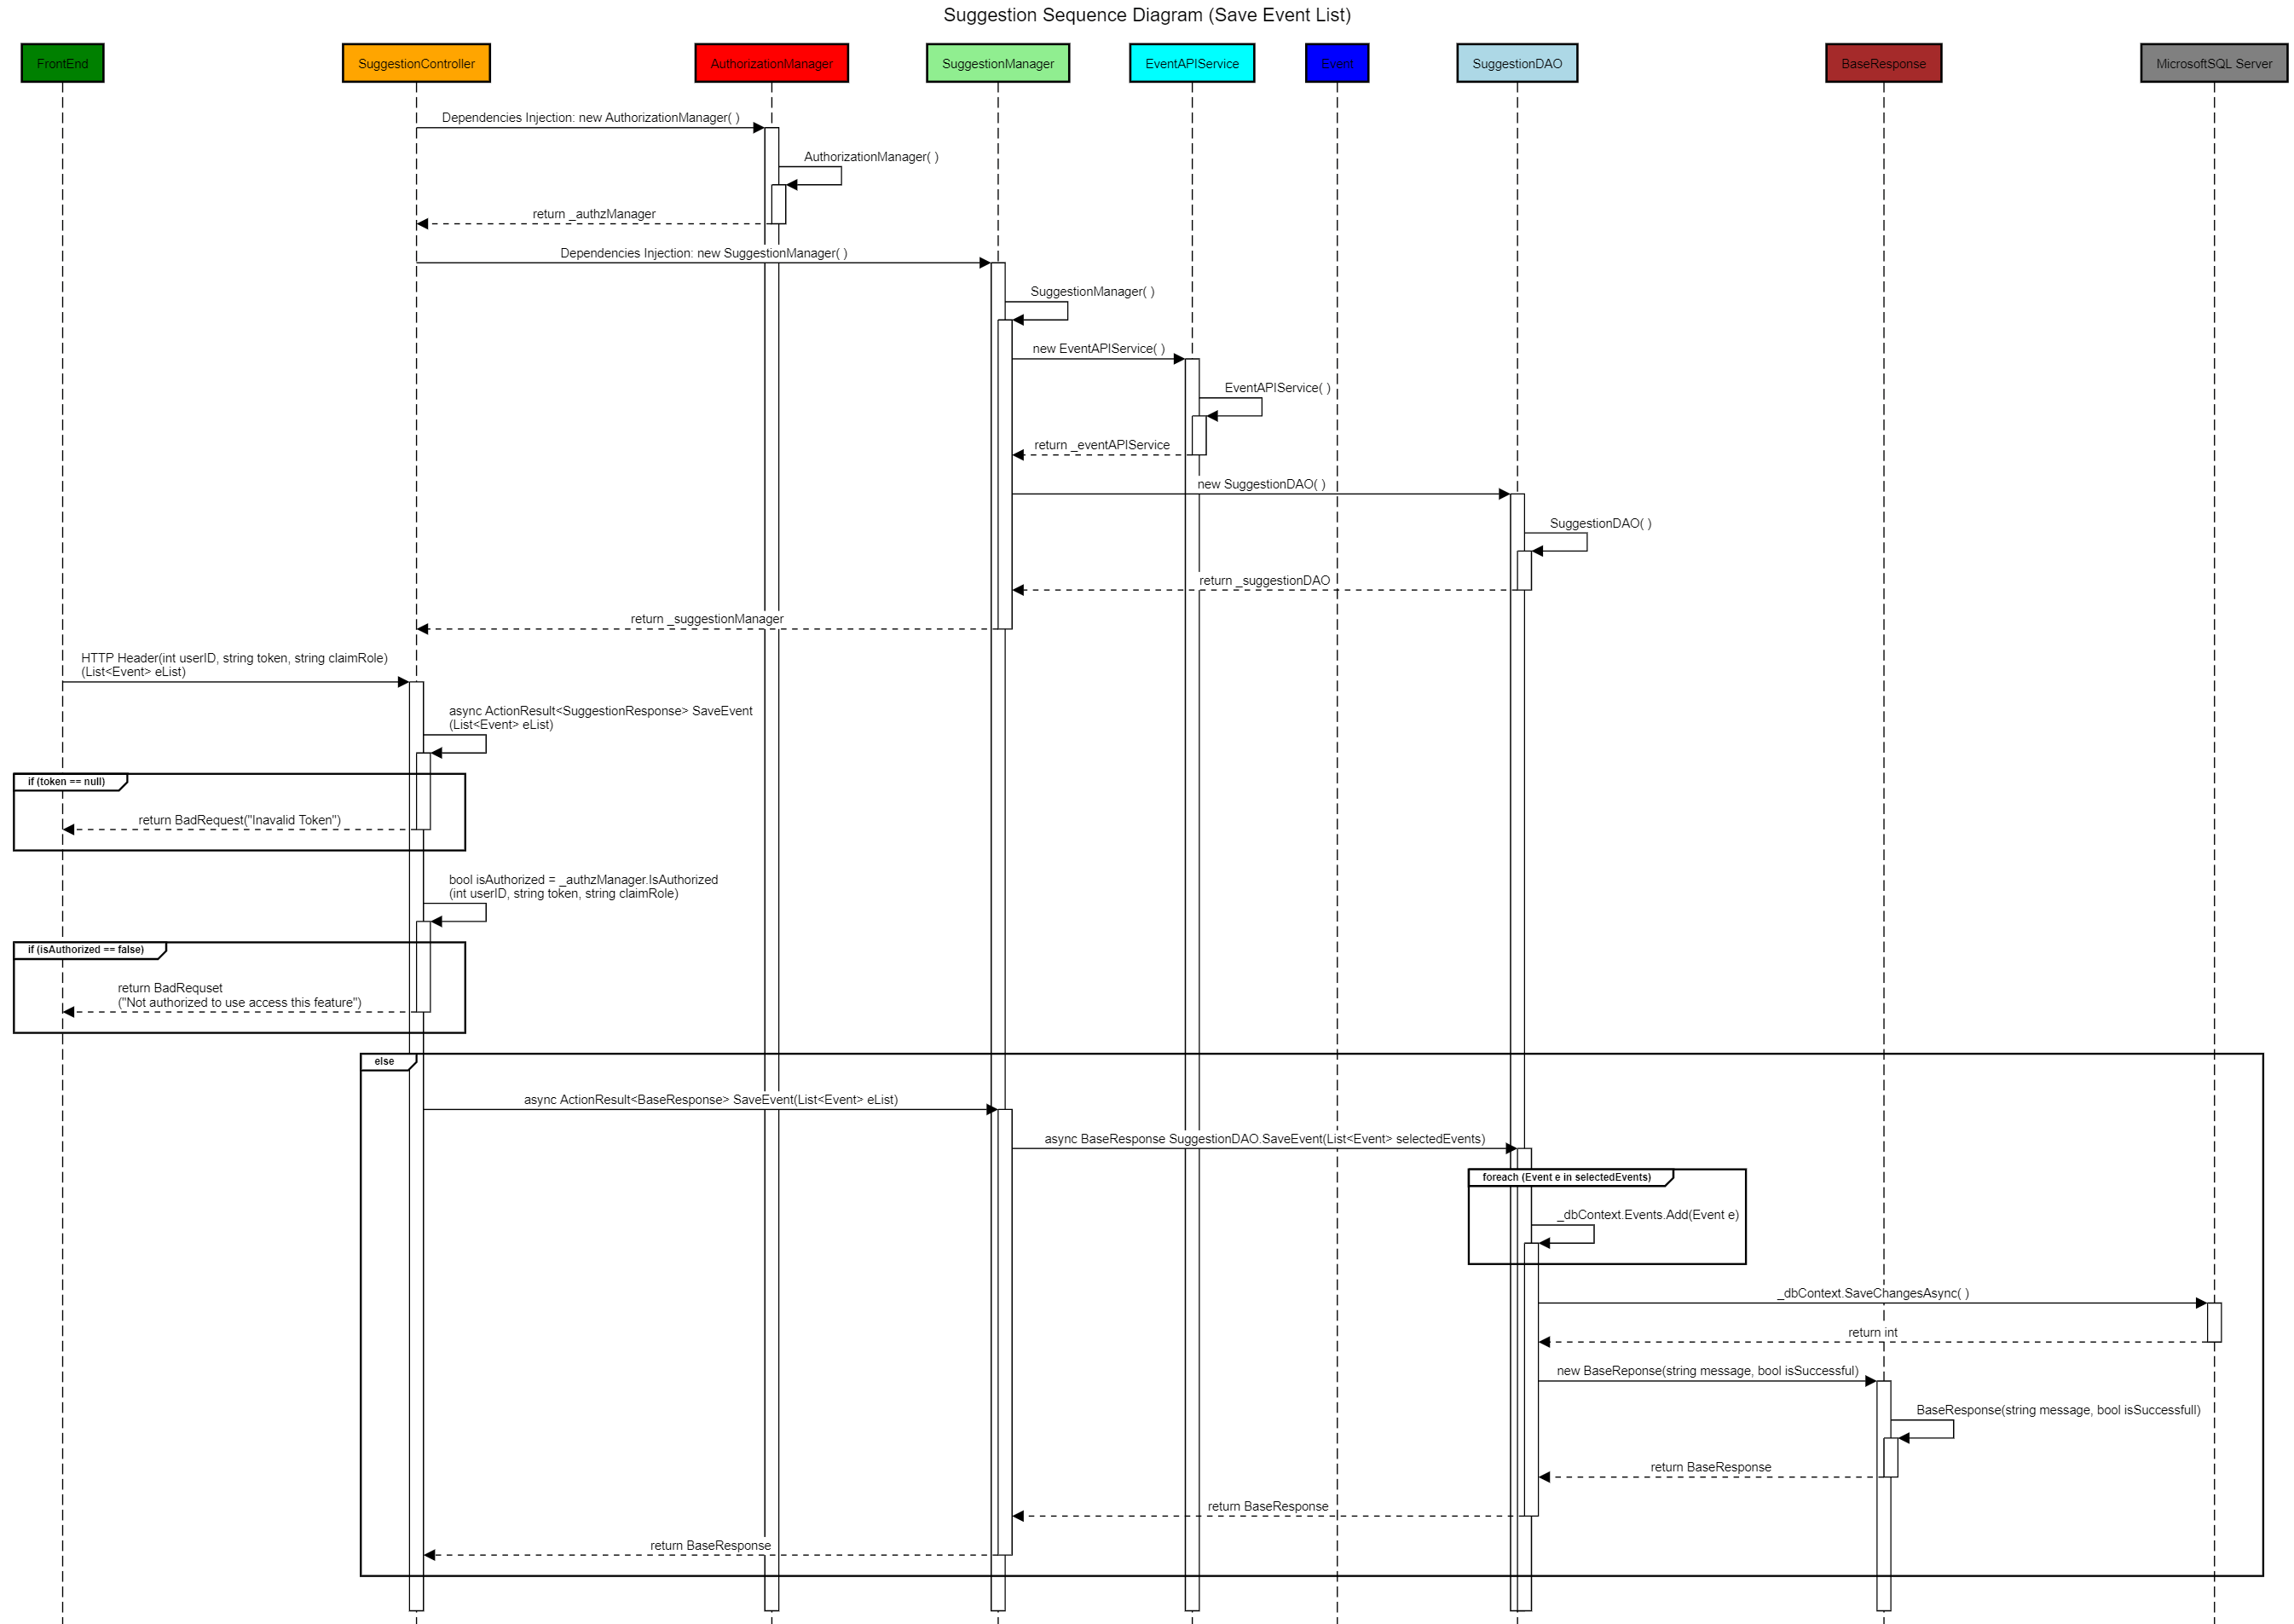 Suggestion Sequence Diagram (Save Event List)
FrontEnd
SuggestionController
AuthorizationManager
SuggestionManager
EventAPIService
Event
SuggestionDAO
BaseResponse
MicrosoftSQL Server
Dependencies Injection: new AuthorizationManager( )
AuthorizationManager( )
return _authzManager
Dependencies Injection: new SuggestionManager( )
SuggestionManager( )
new EventAPIService( )
EventAPIService( )
return _eventAPIService
new SuggestionDAO( )
SuggestionDAO( )
return _suggestionDAO
return _suggestionManager
HTTP Header(int userID, string token, string claimRole)
(List<Event> eList)
async ActionResult<SuggestionResponse> SaveEvent
(List<Event> eList)
if (token == null)
return BadRequest("Inavalid Token")
bool isAuthorized = _authzManager.IsAuthorized
(int userID, string token, string claimRole)
if (isAuthorized == false)
return BadRequset
("Not authorized to use access this feature")
else
async ActionResult<BaseResponse> SaveEvent(List<Event> eList)
async BaseResponse SuggestionDAO.SaveEvent(List<Event> selectedEvents)
foreach (Event e in selectedEvents)
_dbContext.Events.Add(Event e)
_dbContext.SaveChangesAsync( )
return int
new BaseReponse(string message, bool isSuccessful)
BaseResponse(string message, bool isSuccessfull)
return BaseResponse
return BaseResponse
return BaseResponse